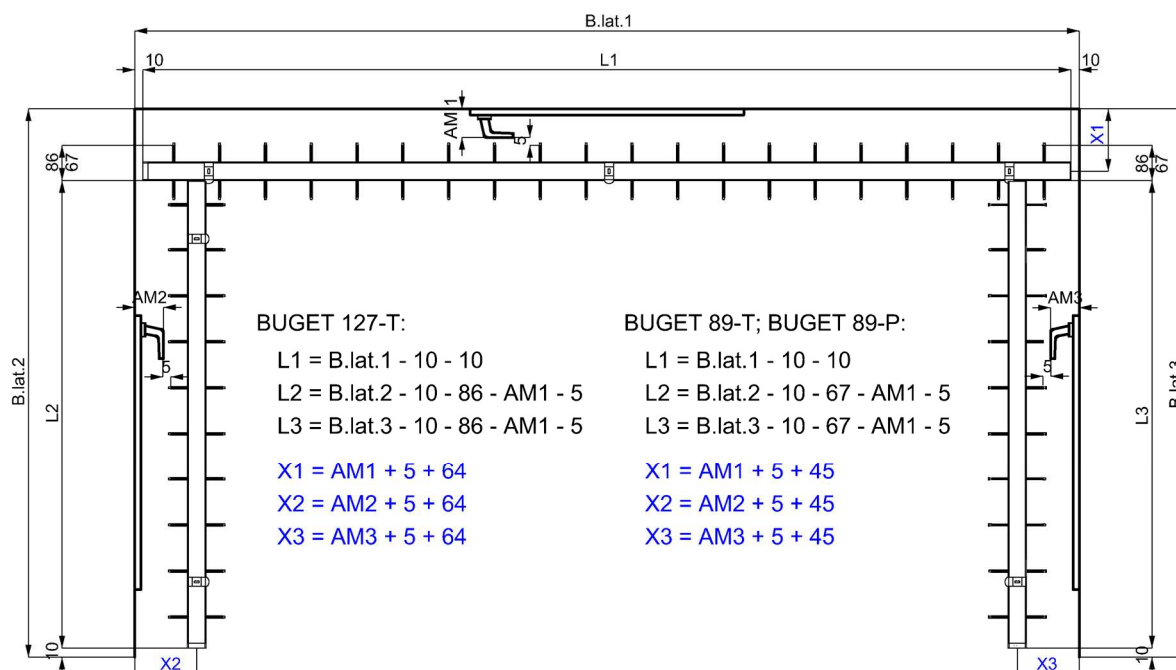 B.lat.1
10
L1
10
AM 1
5
X1
86
67
86
67
AM2
AM3
5
5
B.lat.2
L2
B.lat.3
L3
BUGET 127-T:
L1 = B.lat.1 - 10 - 10
L2 = B.lat.2 - 10 - 86 - AM1 - 5
L3 = B.lat.3 - 10 - 86 - AM1 - 5
X1 = AM1 + 5 + 64
X2 = AM2 + 5 + 64
X3 = AM3 + 5 + 64
BUGET 89-T; BUGET 89-P:
L1 = B.lat.1 - 10 - 10
L2 = B.lat.2 - 10 - 67 - AM1 - 5
L3 = B.lat.3 - 10 - 67 - AM1 - 5
X1 = AM1 + 5 + 45
X2 = AM2 + 5 + 45
X3 = AM3 + 5 + 45
10
X2
X3
10